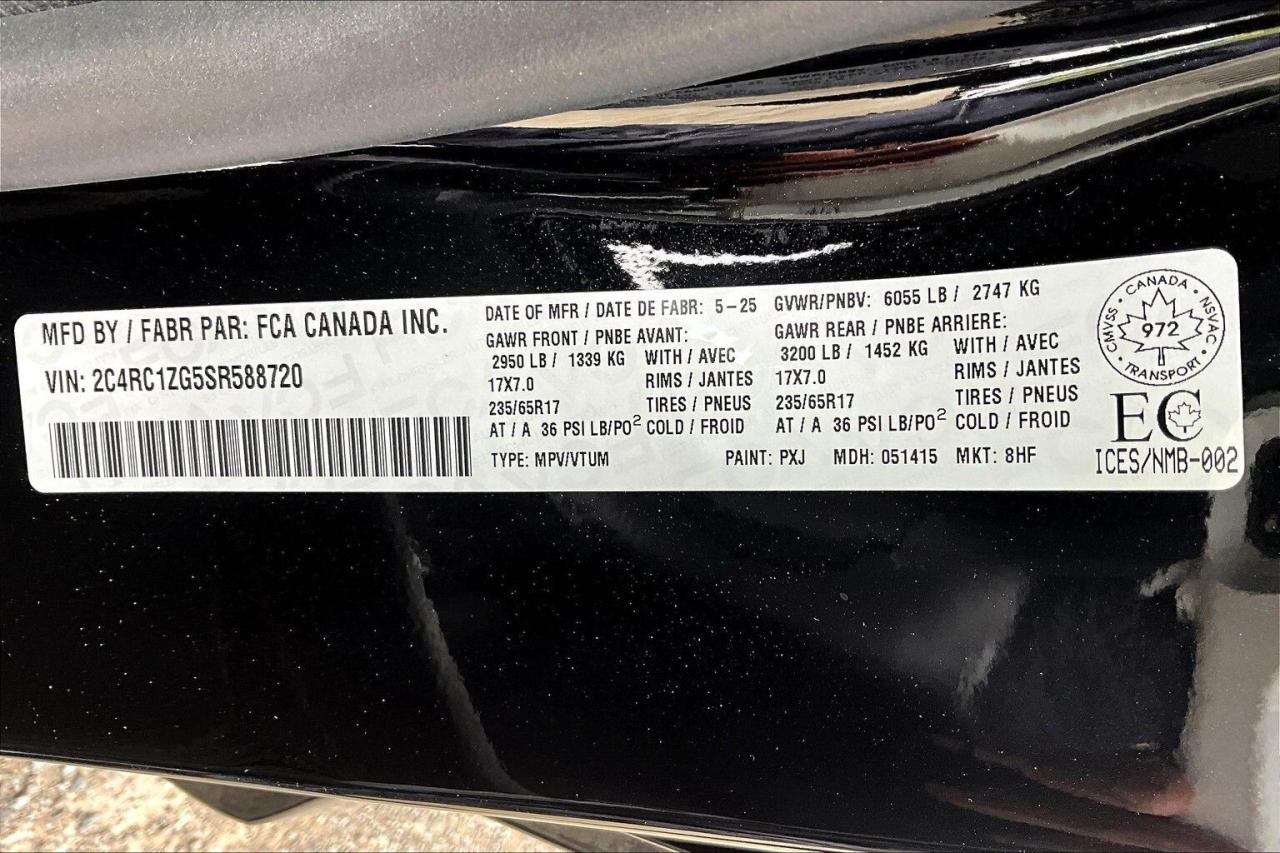 MFD BY / FABR PAR: FCA CANADA INC.
VIN: 2C4RC1ZG5SR588720
DATE OF MFR / DATE DE FABR: 5-25 GVWR/PNBV: 6055 LB / 2747 KG
GAWR FRONT / PNBE AVANT:
2950 LB / 1339 KG WITH / AVEC
17X7.0 RIMS / JANTES
235/65R17 TIRES / PNEUS
AT / A 36 PSI LB/PO² COLD / FROID
GAWR REAR / PNBE ARRIERE:
3200 LB / 1452 KG WITH / AVEC
17X7.0 RIMS / JANTES
235/65R17 TIRES / PNEUS
AT / A 36 PSI LB/PO² COLD / FROID
TYPE: MPV/VTUM PAINT: PXJ MDH: 051415 MKT: 8HF
CANADA
CMVSS 972 NSVAC
TRANSPORT
EC
ICES/NMB-002